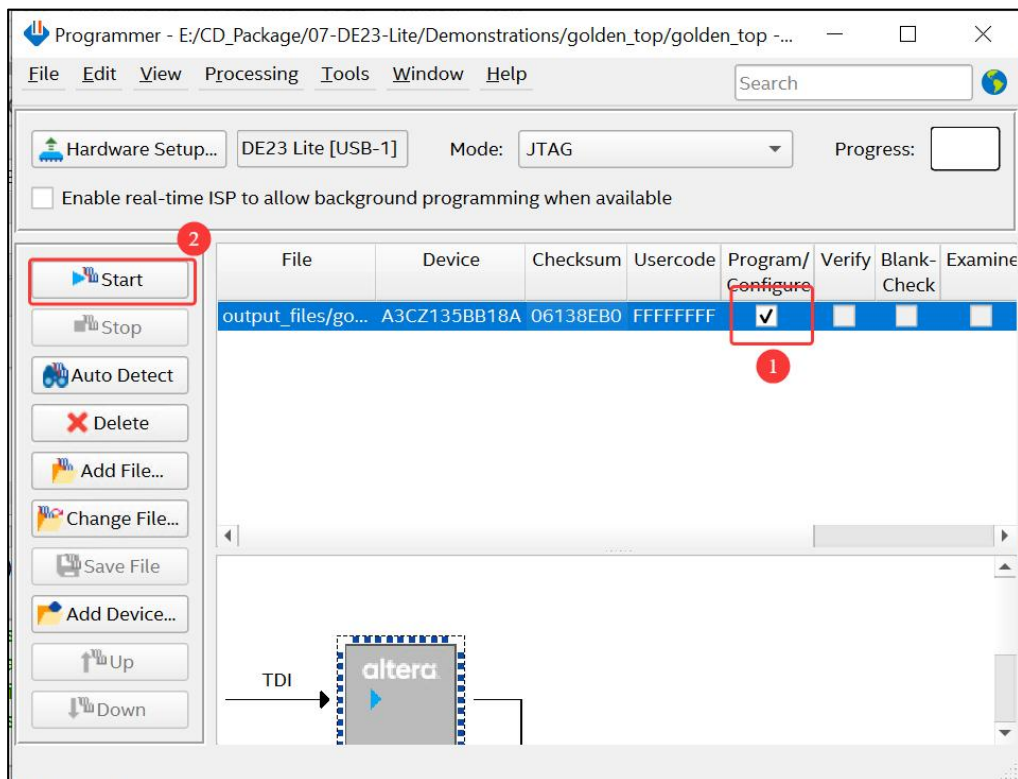 Programmer - E:/CD_Package/07-DE23-Lite/Demonstrations/golden_top/golden_top -...
File Edit View Processing Tools Window Help
Search
Hardware Setup... DE23 Lite [USB-1] Mode: JTAG Progress:
Enable real-time ISP to allow background programming when available
2
Start
Stop
Auto Detect
Delete
Add File...
Change File...
Save File
Add Device...
Up
Down
File Device Checksum Usercode Program/ Verify Blank- Examine
Configure Check
output_files/go... A3CZ135BB18A 06138EB0 FFFFFFFF
1
TDI
altera